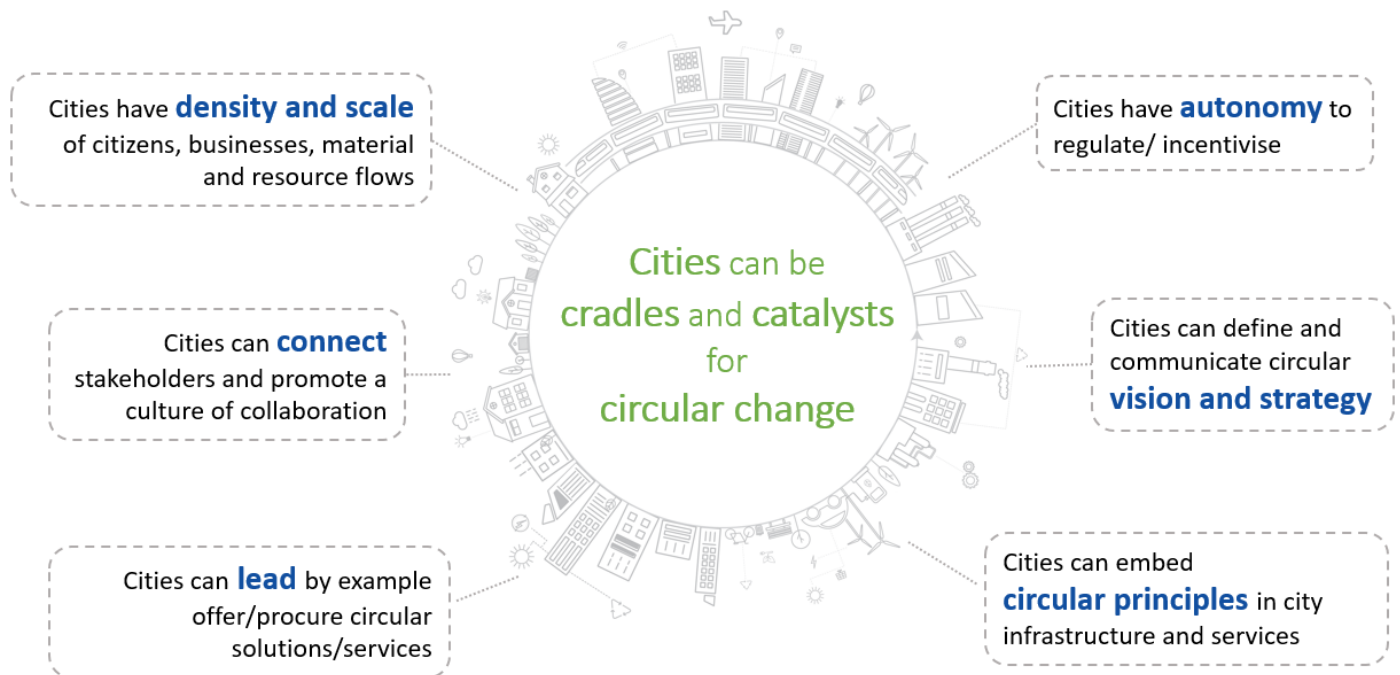 Cities have density and scale
of citizens, businesses, material
and resource flows
Cities have autonomy to
regulate/ incentivise
Cities can be
cradles and catalysts
for
circular change
Cities can connect
stakeholders and promote a
culture of collaboration
Cities can define and
communicate circular
vision and strategy
Cities can lead by example
offer/procure circular
solutions/services
Cities can embed
circular principles in city
infrastructure and services